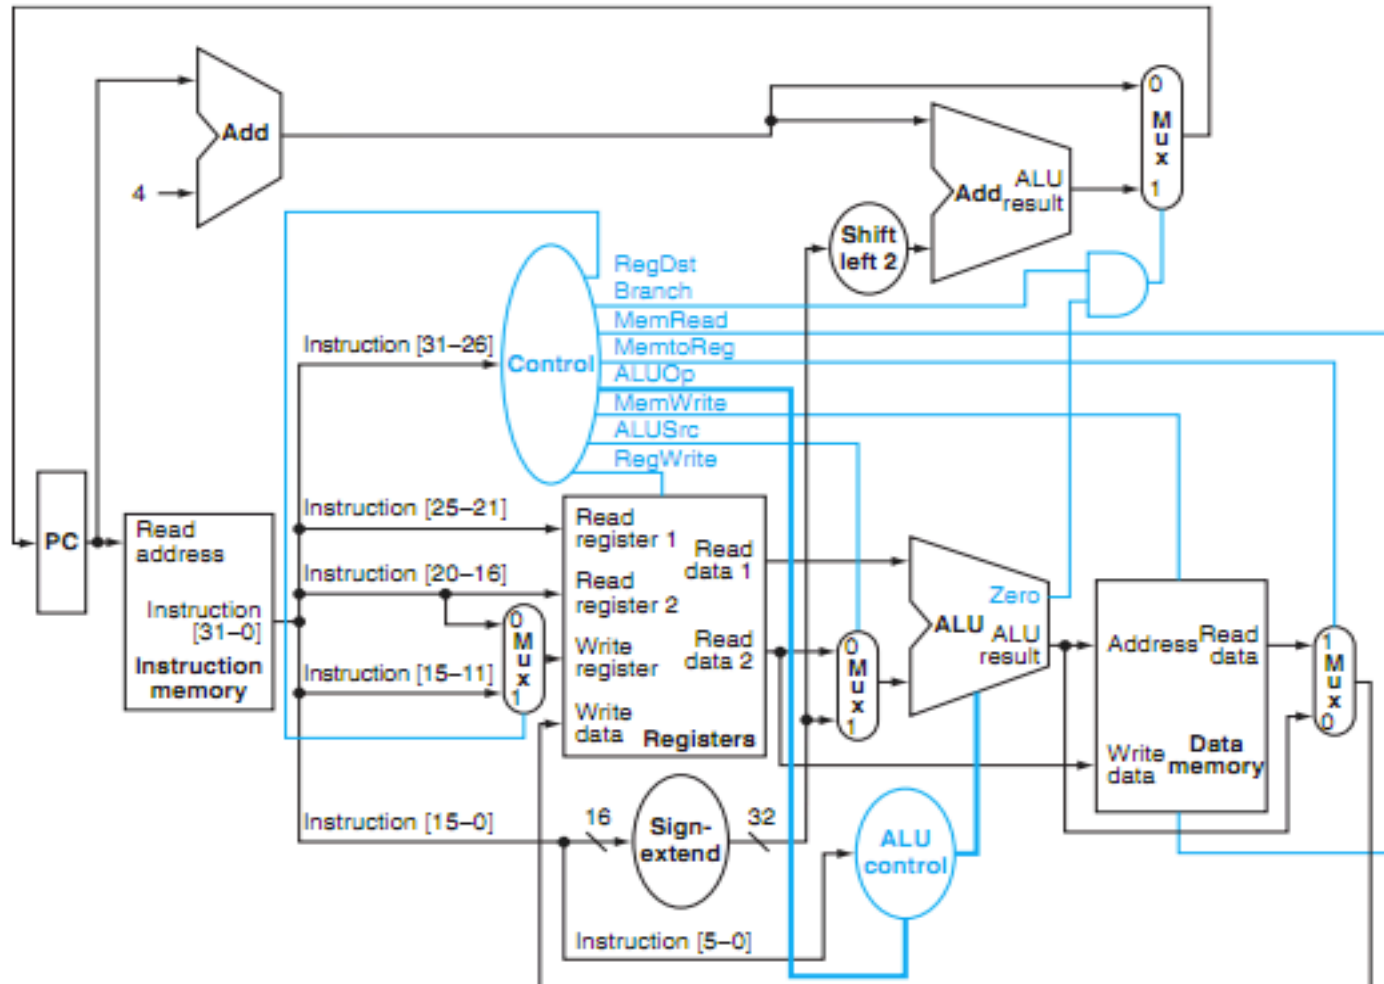 0
M
u
x
1
Add
4
Add
ALU
result
Shift
left 2
RegDst
Branch
MemRead
MemtoReg
ALUOp
MemWrite
ALUSrc
RegWrite
Control
Instruction [31–26]
Instruction [25–21]
Instruction [20–16]
Instruction [15–11]
Instruction [15–0]
Instruction [5–0]
PC
Read
address
Instruction
[31–0]
Instruction
memory
0
M
u
x
1
Read
register 1
Read
register 2
Write
register
Write
data
Read
data 1
Read
data 2
Registers
16
Sign-
extend
32
0
M
u
x
1
Zero
ALU
ALU
result
ALU
control
Address
Read
data
Write
data
Data
memory
1
M
u
x
0